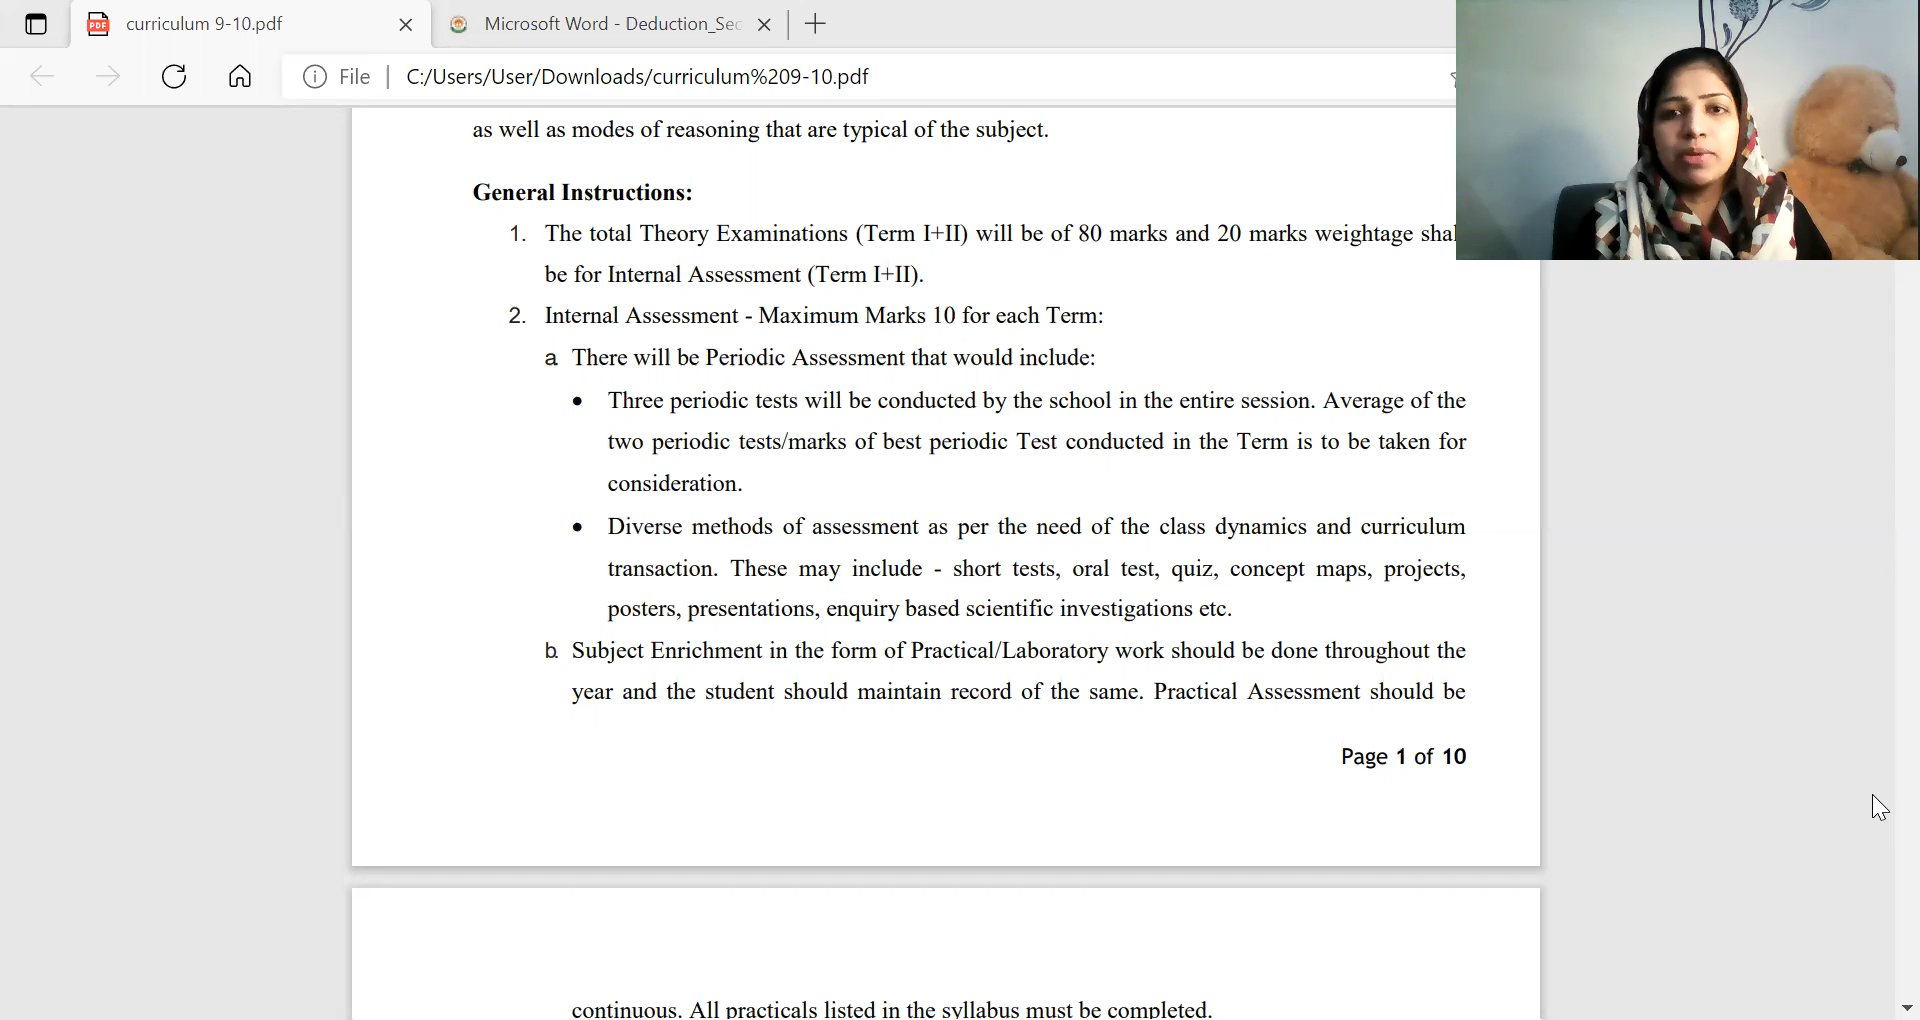 curriculum 9-10.pdf
Microsoft Word - Deduction_Sec
File
C:/Users/User/Downloads/curriculum%209-10.pdf
as well as modes of reasoning that are typical of the subject.
General Instructions:
1. The total Theory Examinations (Term I+II) will be of 80 marks and 20 marks weightage shal
be for Internal Assessment (Term I+II).
2. Internal Assessment - Maximum Marks 10 for each Term:
a There will be Periodic Assessment that would include:
• Three periodic tests will be conducted by the school in the entire session. Average of the
two periodic tests/marks of best periodic Test conducted in the Term is to be taken for
consideration.
• Diverse methods of assessment as per the need of the class dynamics and curriculum
transaction. These may include - short tests, oral test, quiz, concept maps, projects,
posters, presentations, enquiry based scientific investigations etc.
b Subject Enrichment in the form of Practical/Laboratory work should be done throughout the
year and the student should maintain record of the same. Practical Assessment should be
Page 1 of 10
continuous. All practicals listed in the syllabus must be completed.